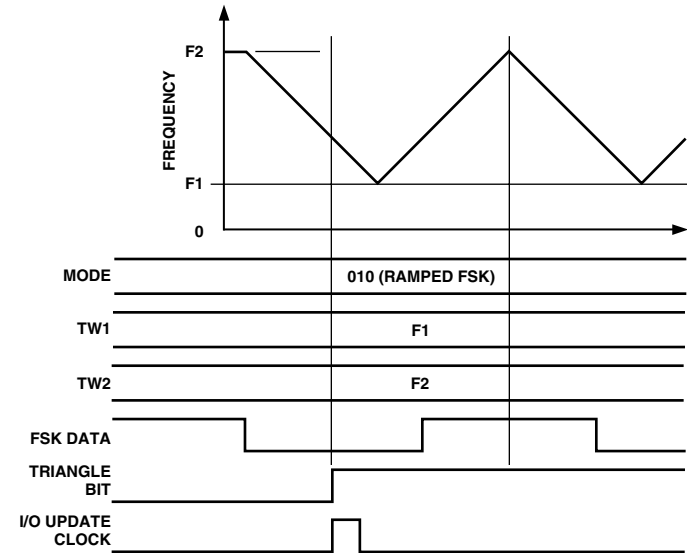 F2
FREQUENCY
F1
0
MODE
010 (RAMPED FSK)
TW1
F1
TW2
F2
FSK DATA
TRIANGLE
BIT
I/O UPDATE
CLOCK